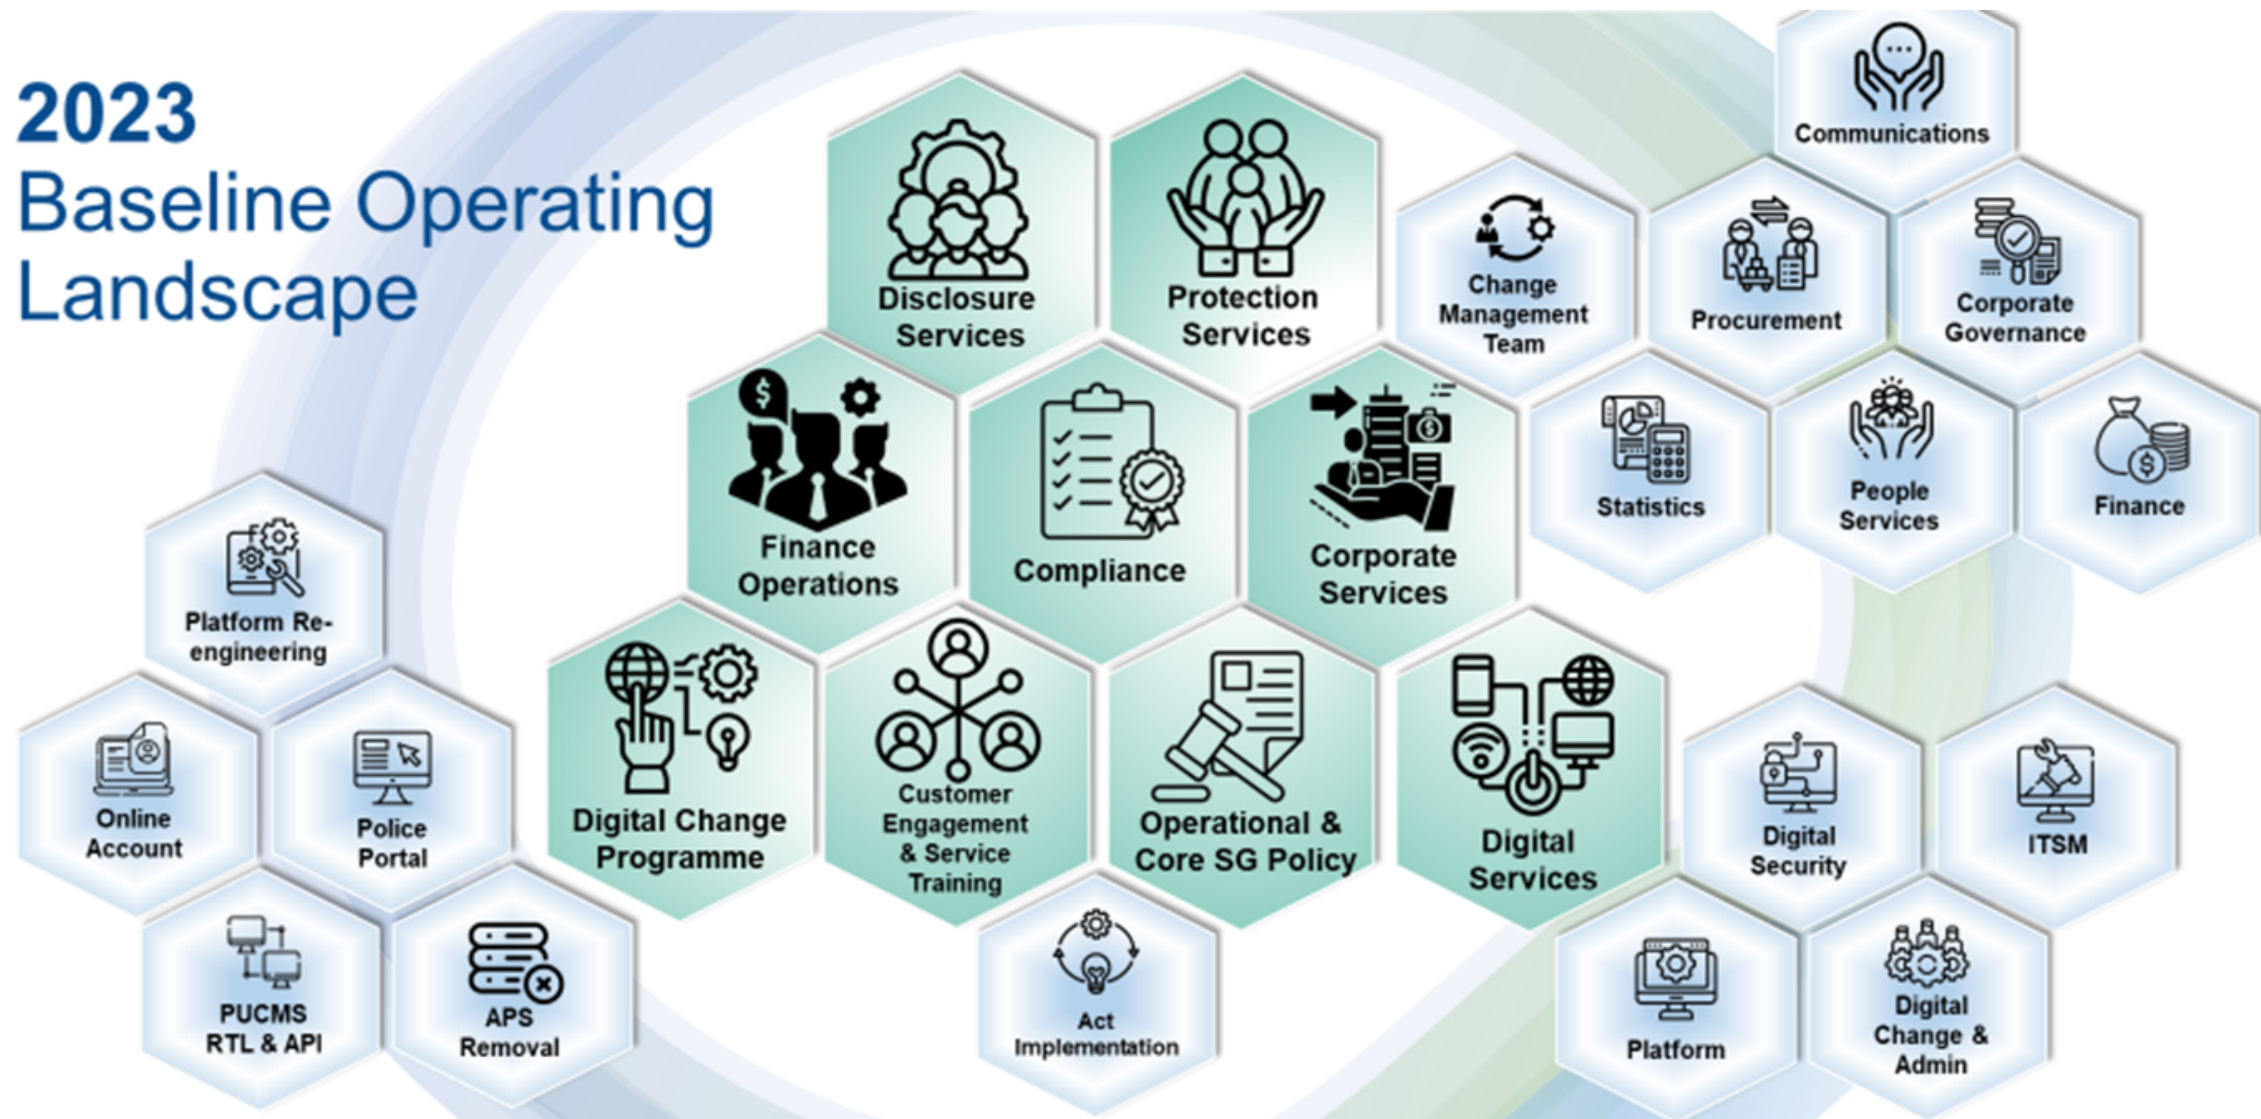 2023
Baseline Operating
Landscape
Communications
Disclosure
Services
Protection
Services
Change
Management
Team
Procurement
Corporate
Governance
Finance
Operations
Compliance
Corporate
Services
Statistics
People
Services
Finance
Platform Re-
engineering
Online
Account
Police
Portal
Digital Change
Programme
Customer
Engagement
& Service
Training
Operational &
Core SG Policy
Digital
Services
Digital
Security
ITSM
PUCMS
RTL & API
APS
Removal
Act
Implementation
Platform
Digital
Change &
Admin